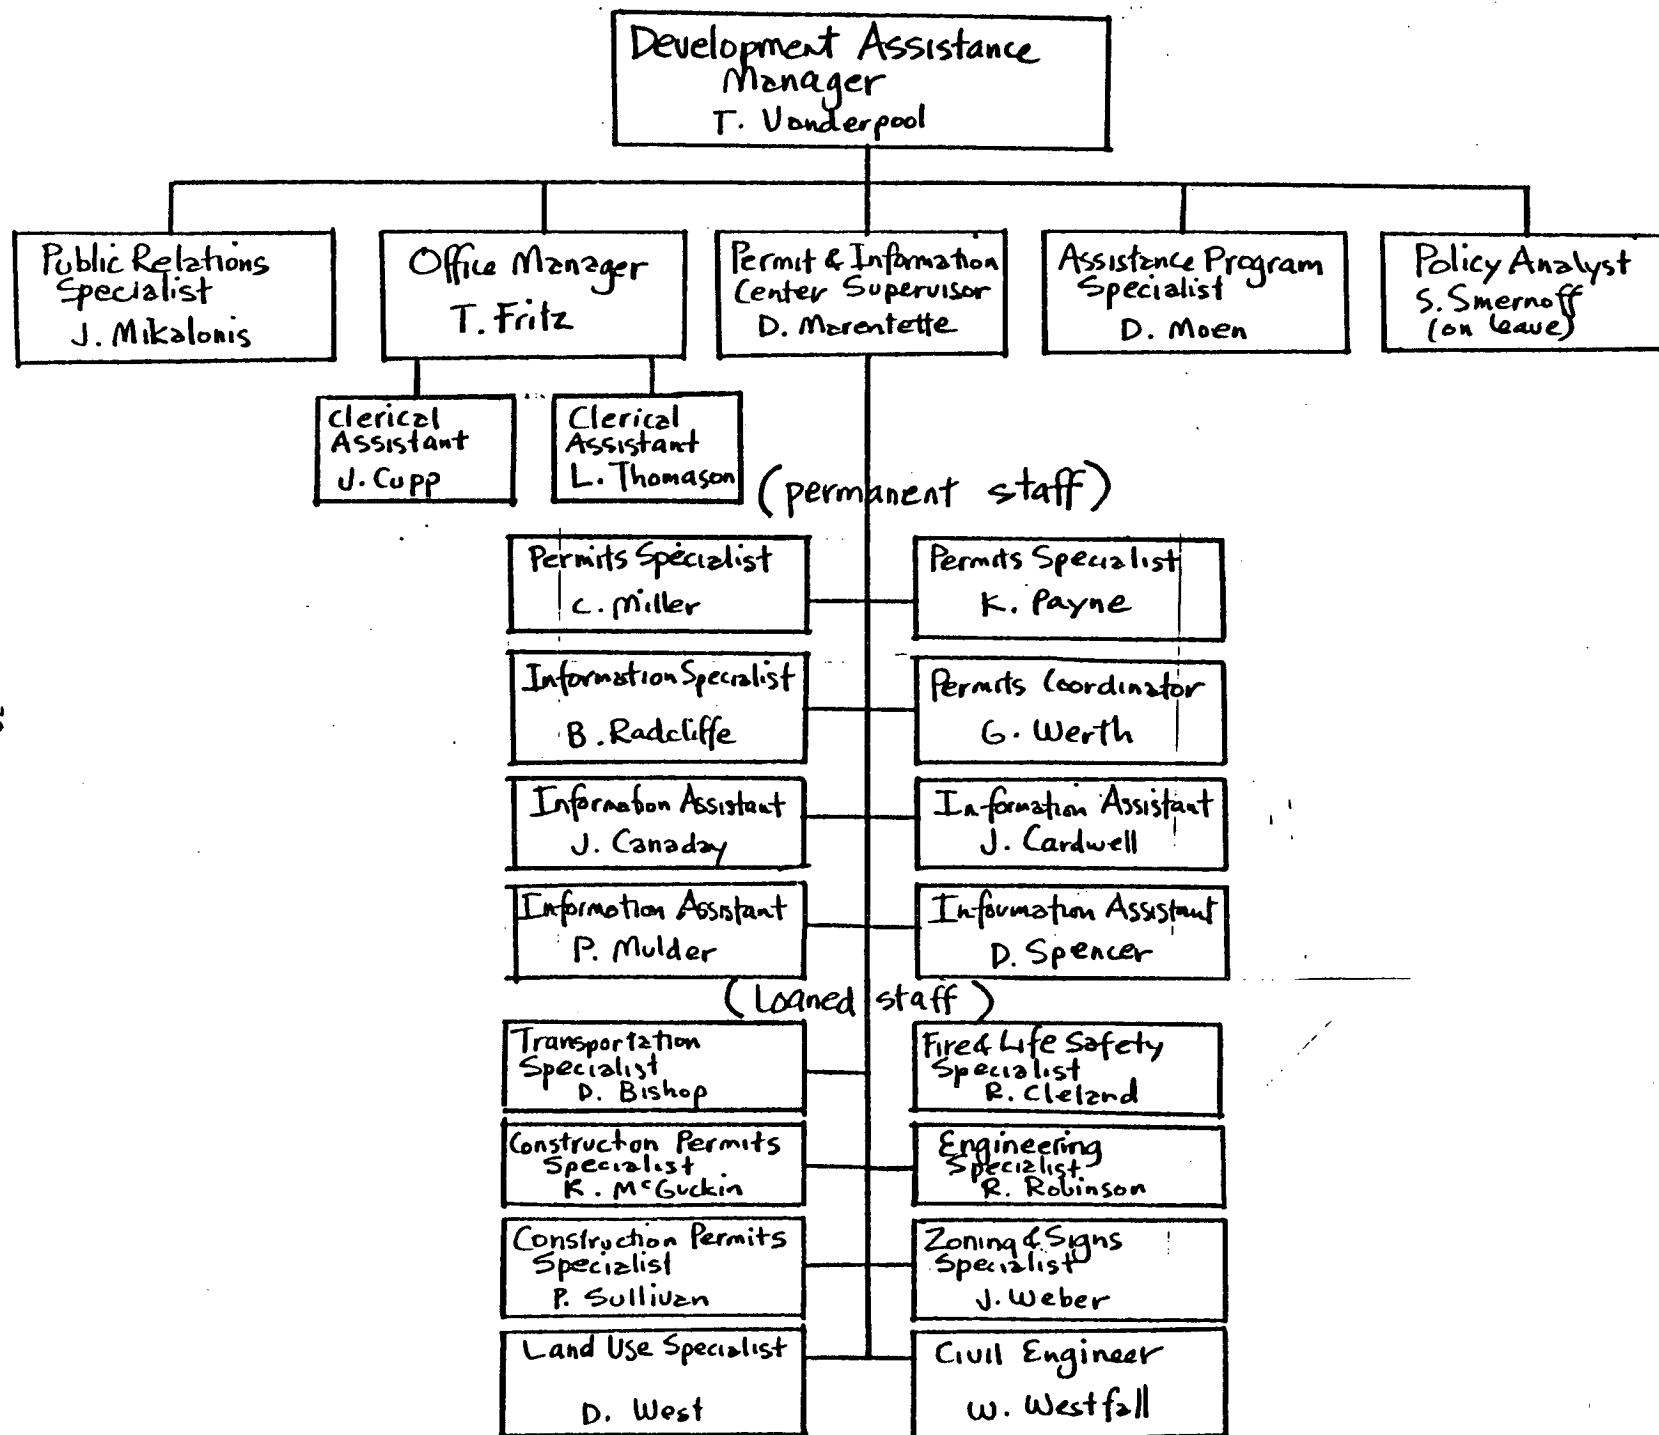 Development Assistance
Manager
T. Vanderpool
Public Relations
Specialist
J. Mikalonis
Office Manager
T. Fritz
Permit & Information
Center Supervisor
D. Marentette
Assistance Program
Specialist
D. Moen
Policy Analyst
S. Smernoff
(on leave)
Clerical
Assistant
J. Cupp
Clerical
Assistant
L. Thomason
(permanent staff)
Permits Specialist
C. Miller
Permits Specialist
K. Payne
Information Specialist
B. Radcliffe
Permits Coordinator
G. Werth
Information Assistant
J. Canaday
Information Assistant
J. Cardwell
Information Assistant
P. Mulder
Information Assistant
D. Spencer
(Loaned staff)
Transportation
Specialist
D. Bishop
Fire & Life Safety
Specialist
R. Cleland
Construction Permits
Specialist
K. McGuckin
Engineering
Specialist
R. Robinson
Construction Permits
Specialist
P. Sullivan
Zoning & Signs
Specialist
J. Weber
Land Use Specialist
D. West
Civil Engineer
W. Westfall